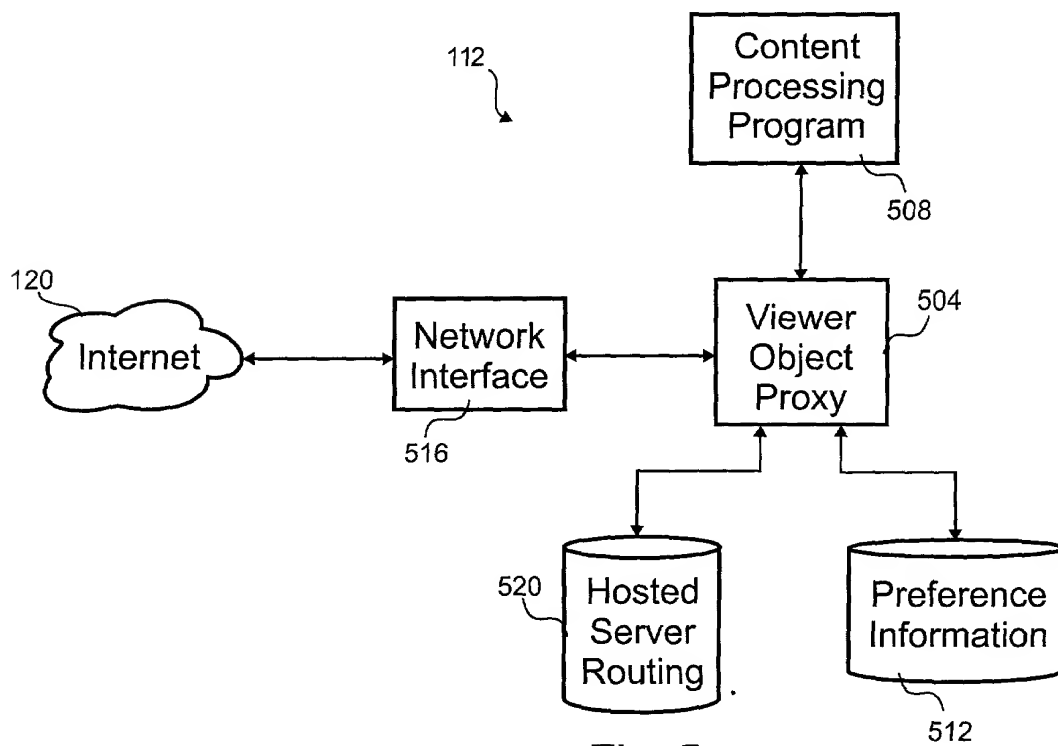 112
Content
Processing
Program
508
120
Internet
Network
Interface
516
Viewer
Object
Proxy
504
520
Hosted
Server
Routing
Preference
Information
512